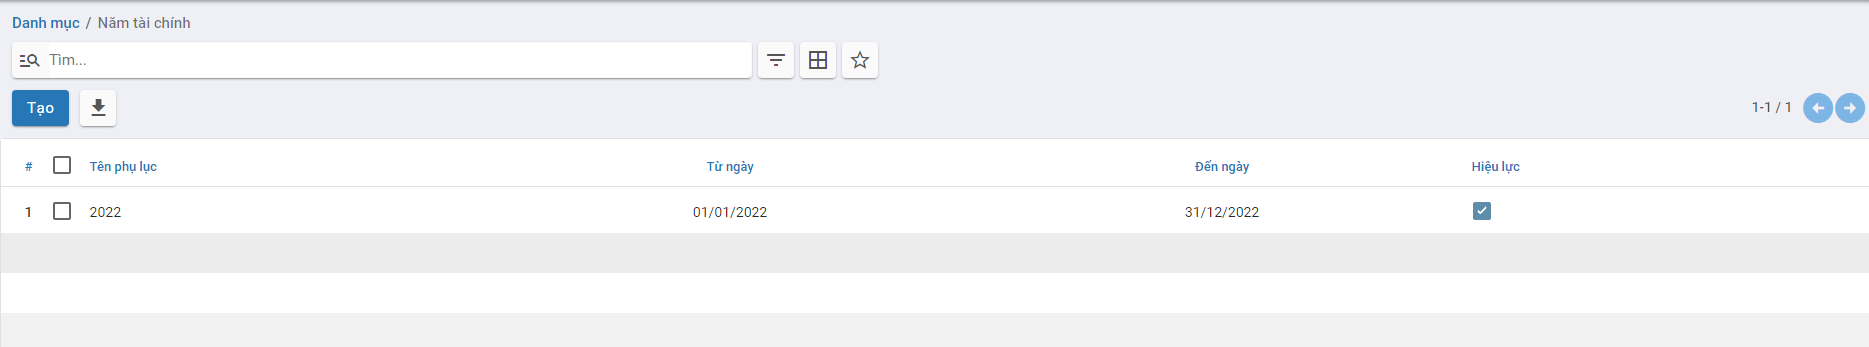 Danh mục / Năm tài chính
Tìm...
Tạo 1-1 / 1
# Tên phụ lục Từ ngày Đến ngày Hiệu lực
1 2022 01/01/2022 31/12/2022